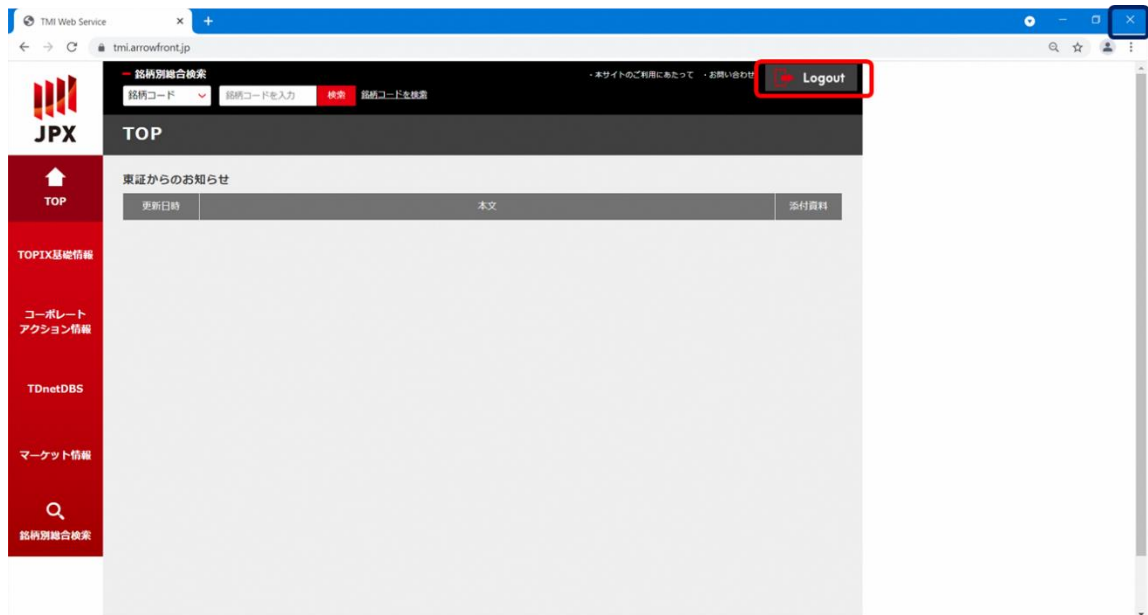 TMI Web Service
tmi.arrowfront.jp
JPX
銘柄別総合検索
・本サイトのご利用にあたって ・お問い合わせ
Logout
銘柄コード 銘柄コードを入力 検索 銘柄コードを検索
TOP
東証からのお知らせ
更新日時 本文 添付資料
TOP
TOPIX基礎情報
コーポレート
アクション情報
TDnetDBS
マーケット情報
銘柄別総合検索